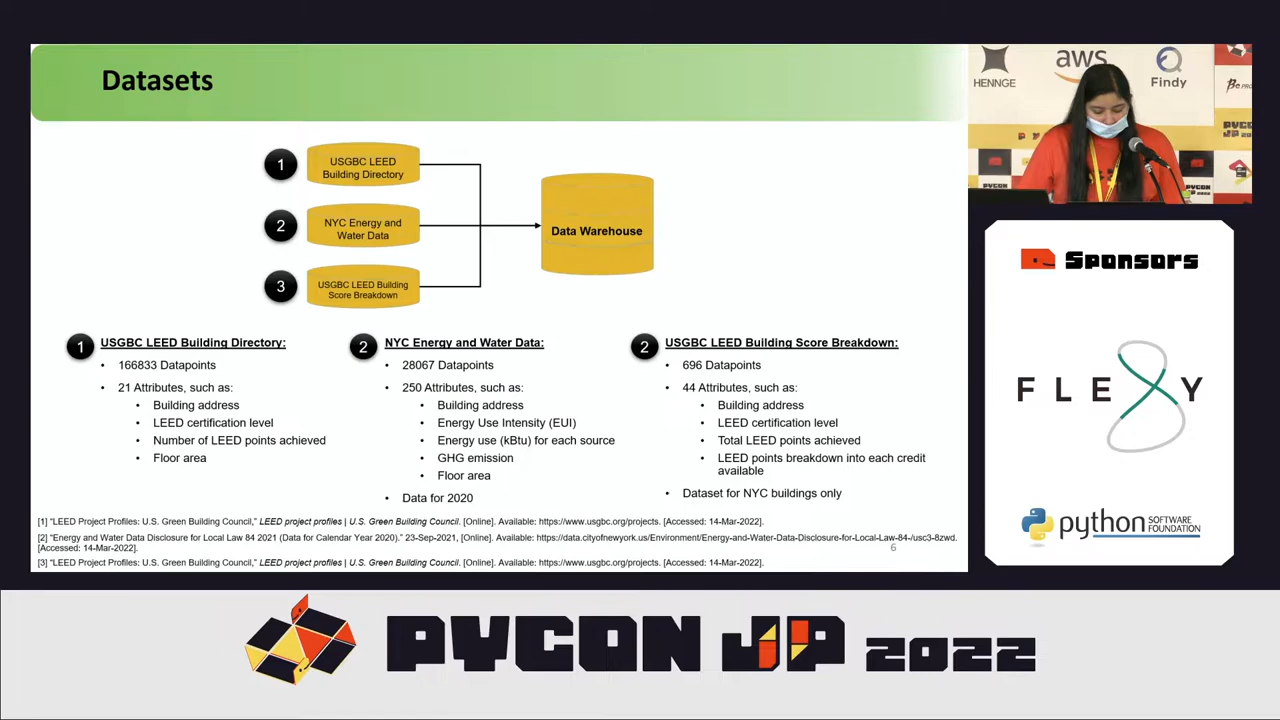 Datasets
1
USGBC LEED
Building Directory
2
NYC Energy and
Water Data
3
USGBC LEED Building
Score Breakdown
Data Warehouse
1
USGBC LEED Building Directory:
• 166833 Datapoints
• 21 Attributes, such as:
• Building address
• LEED certification level
• Number of LEED points achieved
• Floor area
2
NYC Energy and Water Data:
• 28067 Datapoints
• 250 Attributes, such as:
• Building address
• Energy Use Intensity (EUI)
• Energy use (kBtu) for each source
• GHG emission
• Floor area
• Data for 2020
2
USGBC LEED Building Score Breakdown:
• 696 Datapoints
• 44 Attributes, such as:
• Building address
• LEED certification level
• Total LEED points achieved
• LEED points breakdown into each credit
available
• Dataset for NYC buildings only
[1] “LEED Project Profiles: U.S. Green Building Council,” LEED project profiles | U.S. Green Building Council. [Online]. Available: https://www.usgbc.org/projects. [Accessed: 14-Mar-2022].
[2] “Energy and Water Data Disclosure for Local Law 84 2021 (Data for Calendar Year 2020).” 23-Sep-2021, [Online]. Available: https://data.cityofnewyork.us/Environment/Energy-and-Water-Data-Disclosure-for-Local-Law-84-/usc3-8zwd.
[Accessed: 14-Mar-2022].
6
[3] “LEED Project Profiles: U.S. Green Building Council,” LEED project profiles | U.S. Green Building Council. [Online]. Available: https://www.usgbc.org/projects. [Accessed: 14-Mar-2022].
HENNGE
aws
Findy
PYCON
JP 2022
Sponsors
FLE8Y
python SOFTWARE
FOUNDATION
PYCON JP 2022